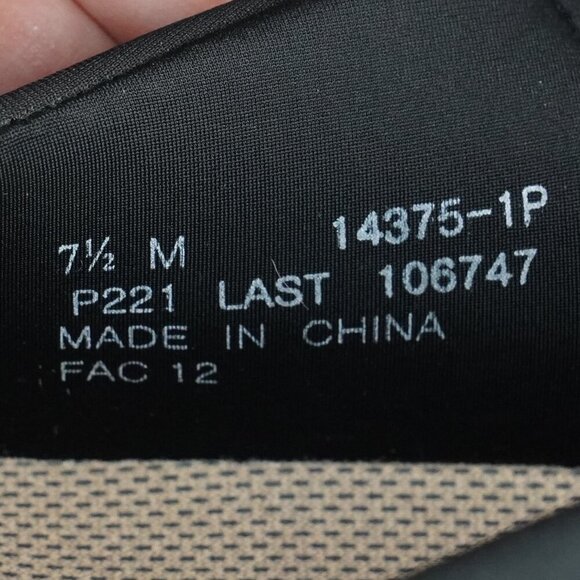 7½ M 14375-1P
P221 LAST 106747
MADE IN CHINA
FAC 12